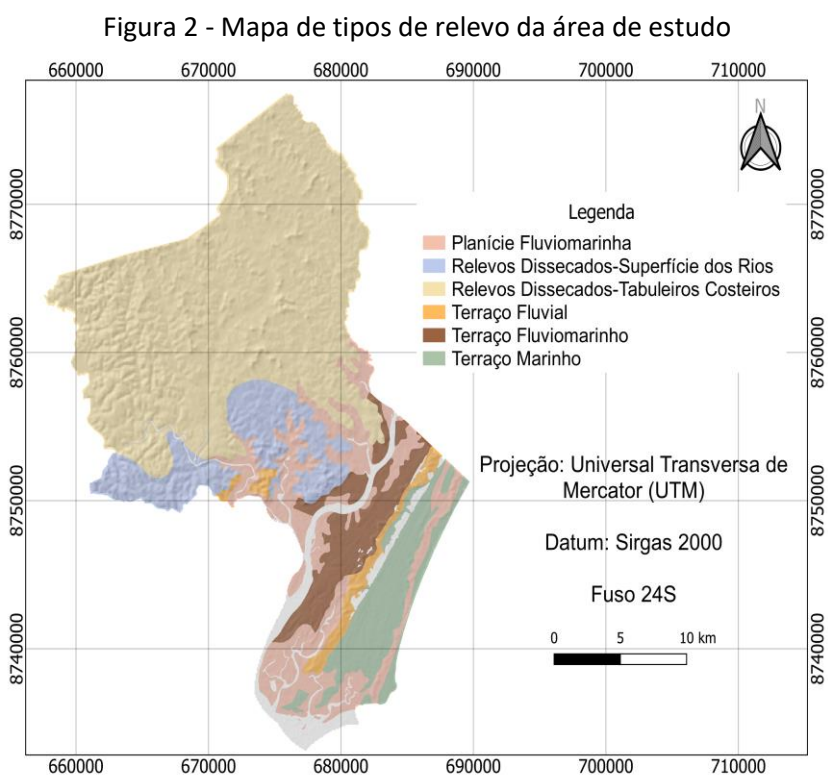 Figura 2 - Mapa de tipos de relevo da área de estudo
660000 670000 680000 690000 700000 710000
N
8770000 8770000
Legenda
Planície Fluviomarinha
Relevos Dissecados-Superfície dos Rios
Relevos Dissecados-Tabuleiros Costeiros
Terraço Fluvial
Terraço Fluviomarinho
Terraço Marinho
8760000 8760000
Projeção: Universal Transversa de
Mercator (UTM)
8750000 8750000
Datum: Sirgas 2000
Fuso 24S
0 5 10 km
8740000 8740000
660000 670000 680000 690000 700000 710000